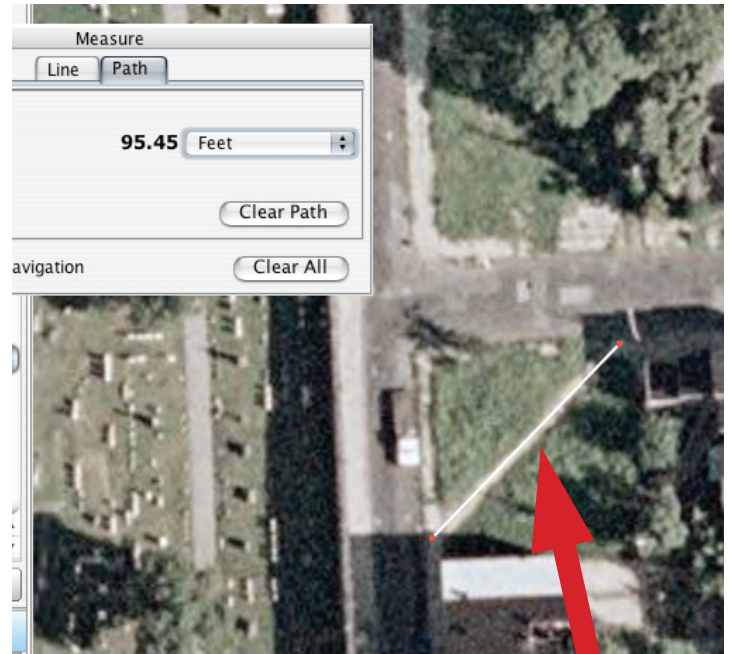 Measure
Line Path
95.45 Feet
Clear Path
avigation Clear All